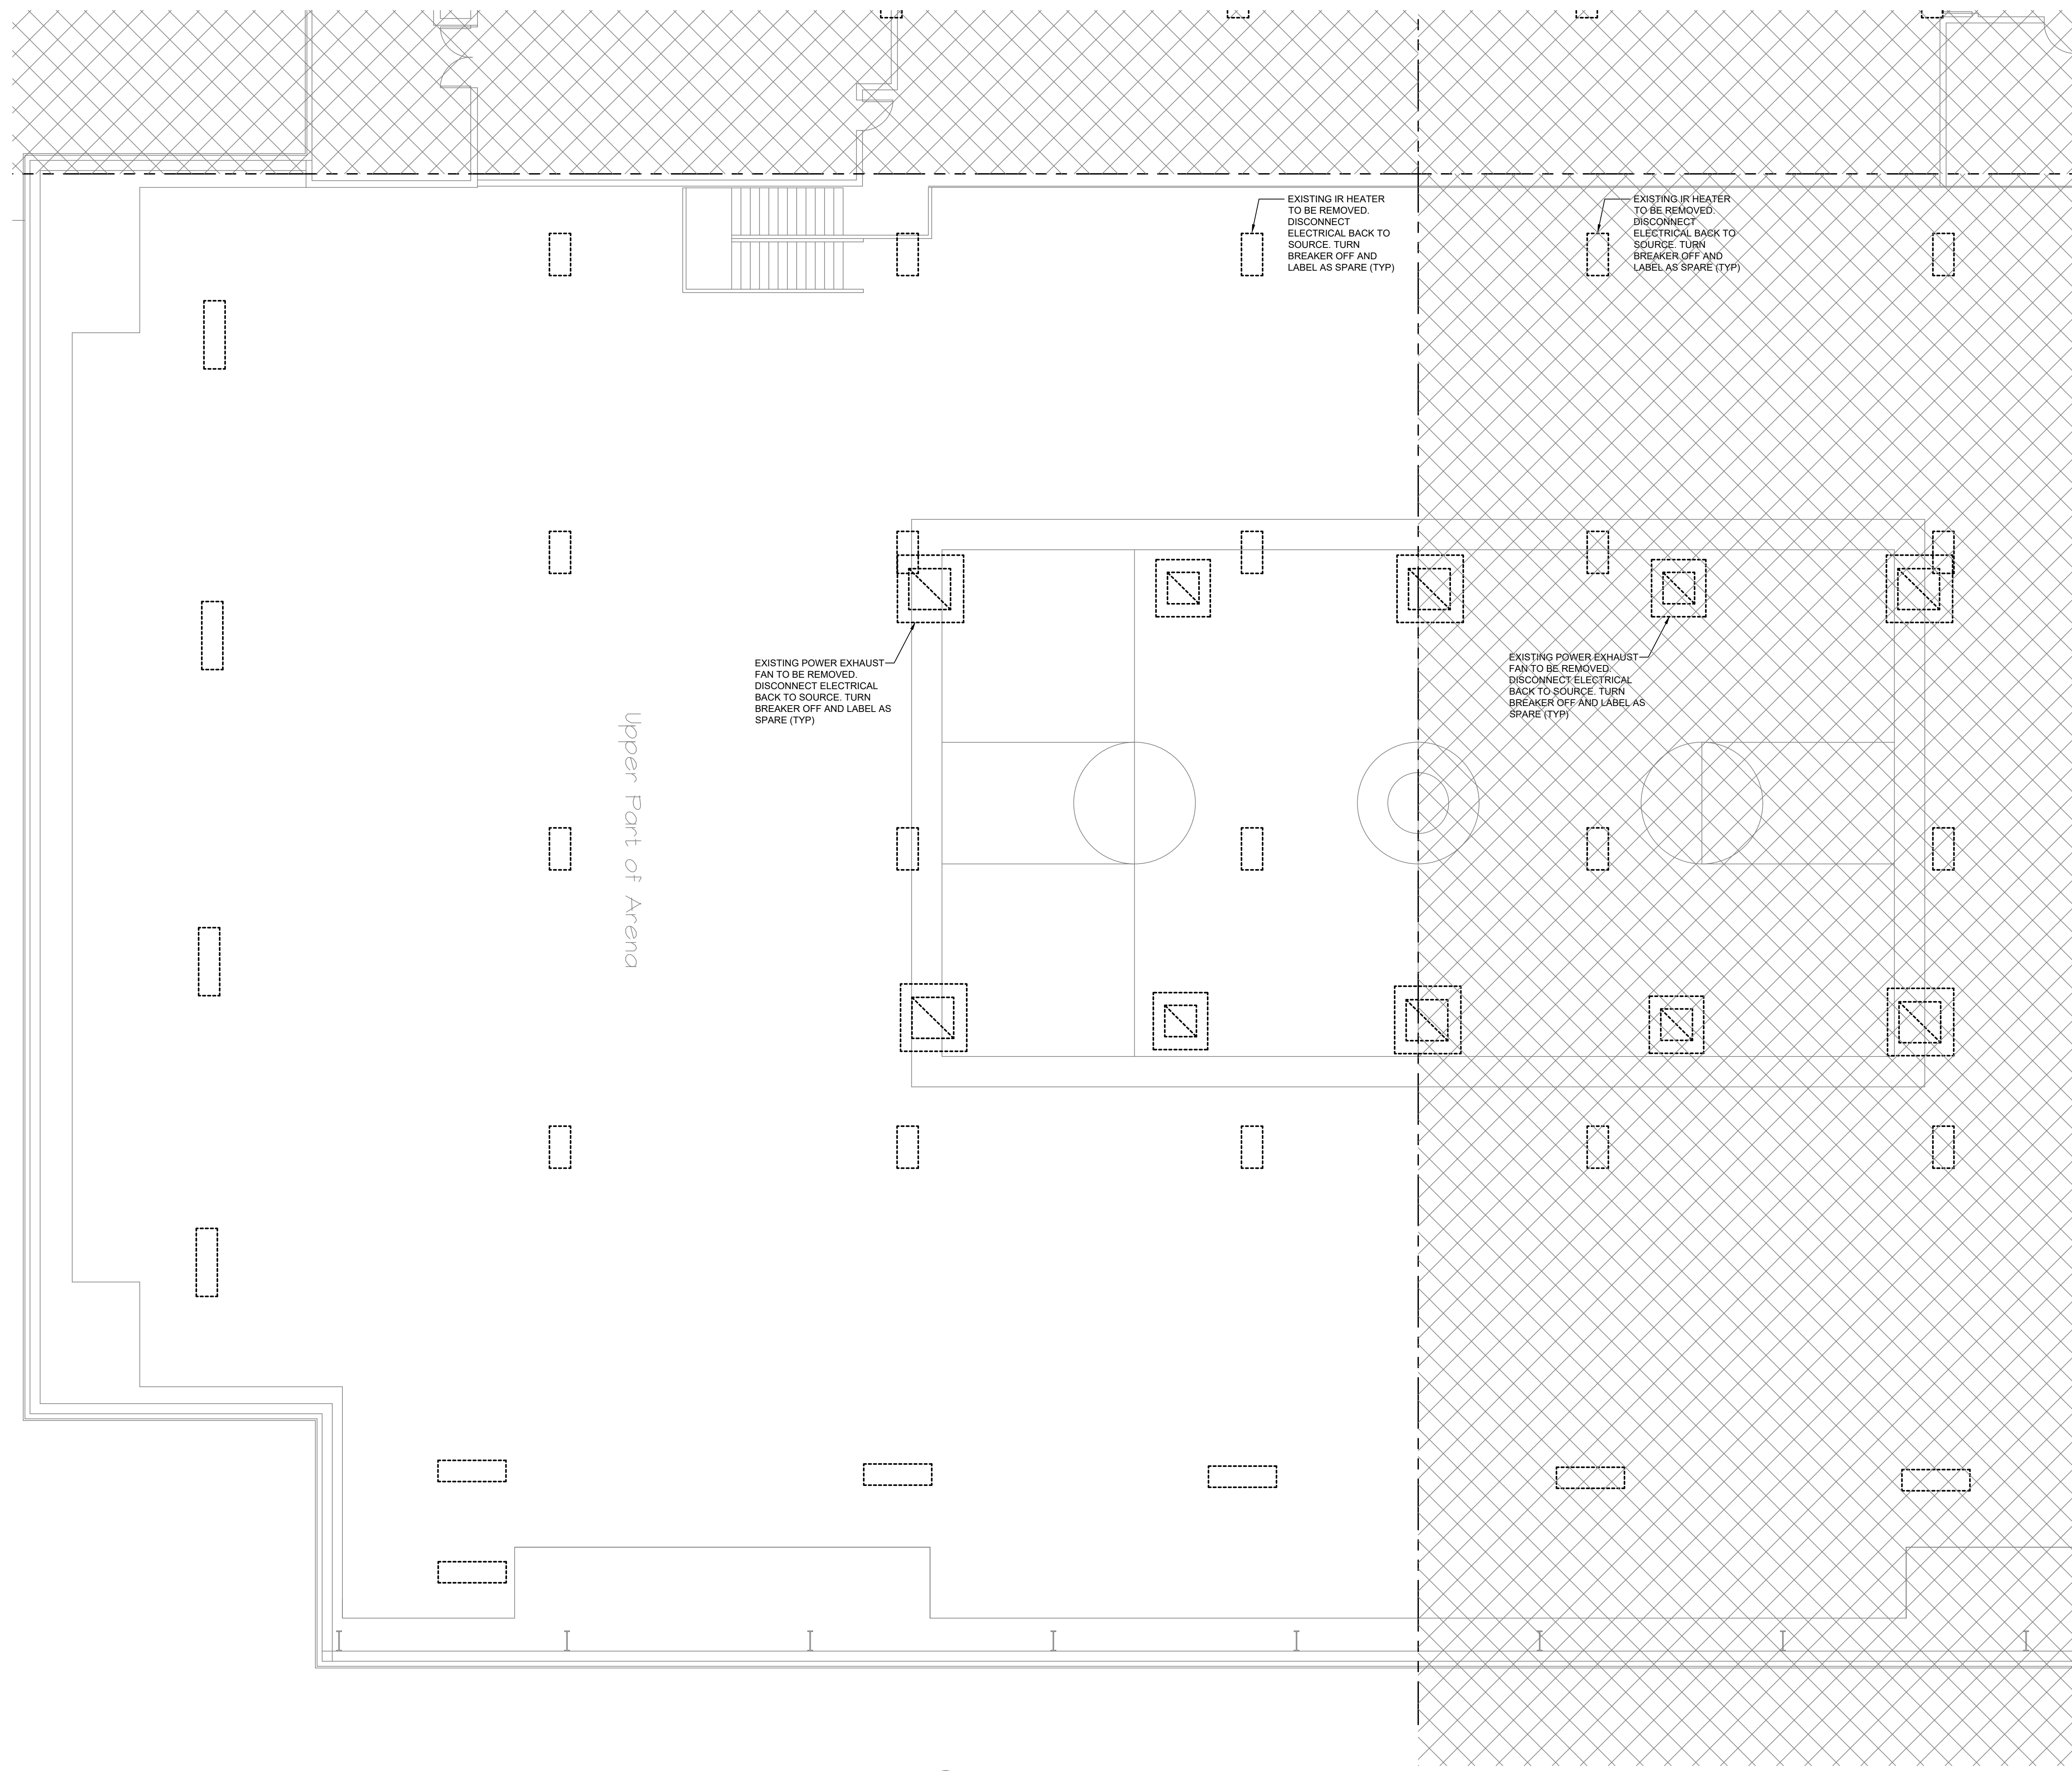 EXISTING IR HEATER
TO BE REMOVED.
DISCONNECT
ELECTRICAL BACK TO
SOURCE. TURN
BREAKER OFF AND
LABEL AS SPARE (TYP)
EXISTING IR HEATER
TO BE REMOVED.
DISCONNECT
ELECTRICAL BACK TO
SOURCE. TURN
BREAKER OFF AND
LABEL AS SPARE (TYP)
EXISTING POWER EXHAUST
FAN TO BE REMOVED.
DISCONNECT ELECTRICAL
BACK TO SOURCE. TURN
BREAKER OFF AND LABEL AS
SPARE (TYP)
EXISTING POWER EXHAUST
FAN TO BE REMOVED.
DISCONNECT ELECTRICAL
BACK TO SOURCE. TURN
BREAKER OFF AND LABEL AS
SPARE (TYP)
Upper Part of Arena